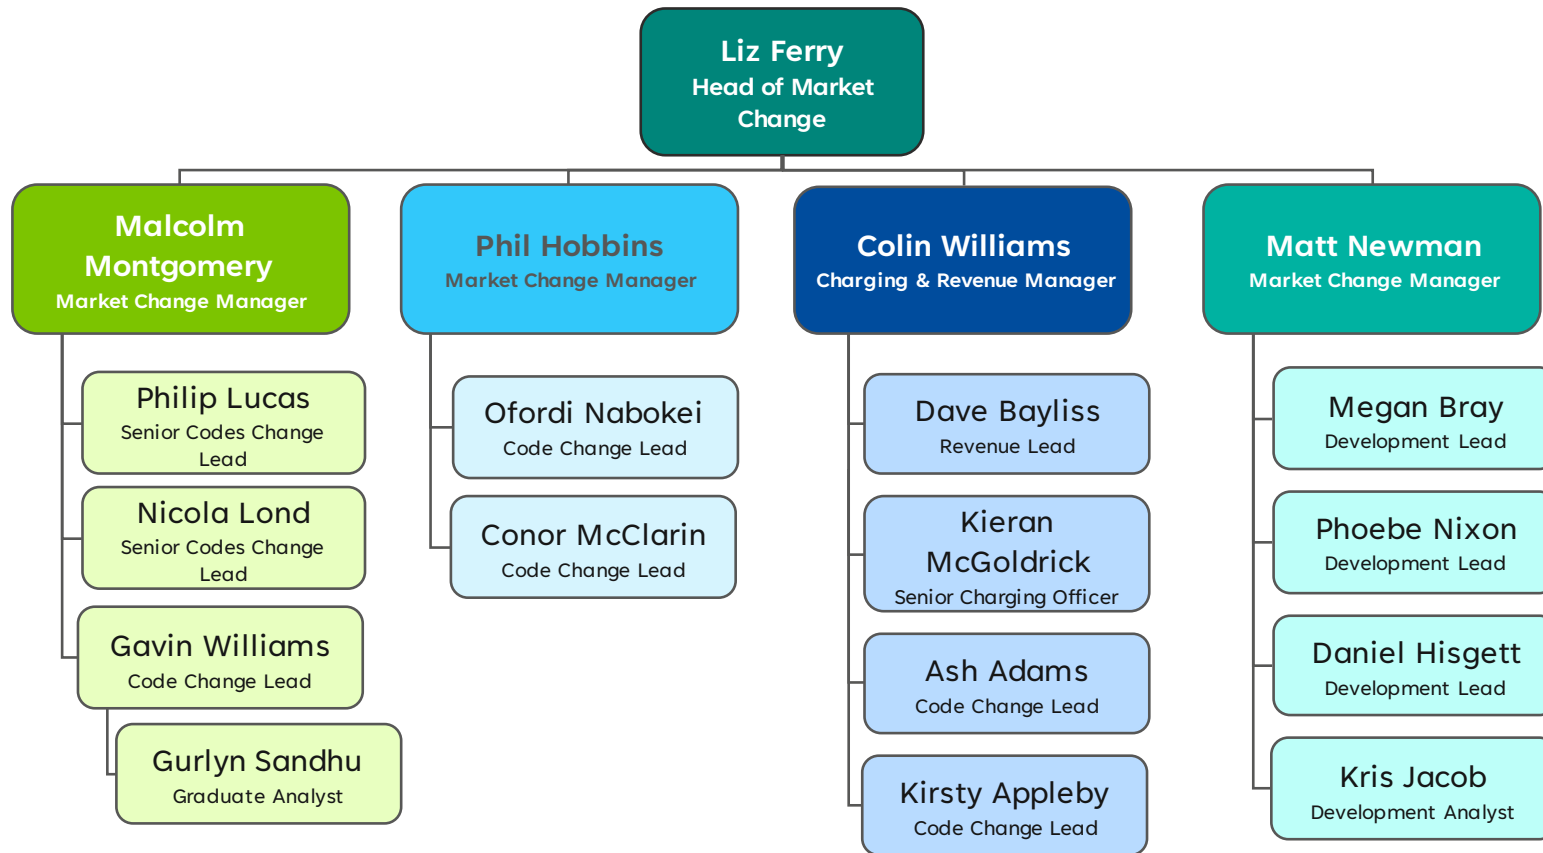 Liz Ferry
Head of Market
Change
Malcolm
Montgomery
Market Change Manager
Philip Lucas
Senior Codes Change
Lead
Nicola Lond
Senior Codes Change
Lead
Gavin Williams
Code Change Lead
Gurlyn Sandhu
Graduate Analyst
Phil Hobbins
Market Change Manager
Ofordi Nabokei
Code Change Lead
Conor McClarin
Code Change Lead
Colin Williams
Charging & Revenue Manager
Dave Bayliss
Revenue Lead
Kieran
McGoldrick
Senior Charging Officer
Ash Adams
Code Change Lead
Kirsty Appleby
Code Change Lead
Matt Newman
Market Change Manager
Megan Bray
Development Lead
Phoebe Nixon
Development Lead
Daniel Hisgett
Development Lead
Kris Jacob
Development Analyst